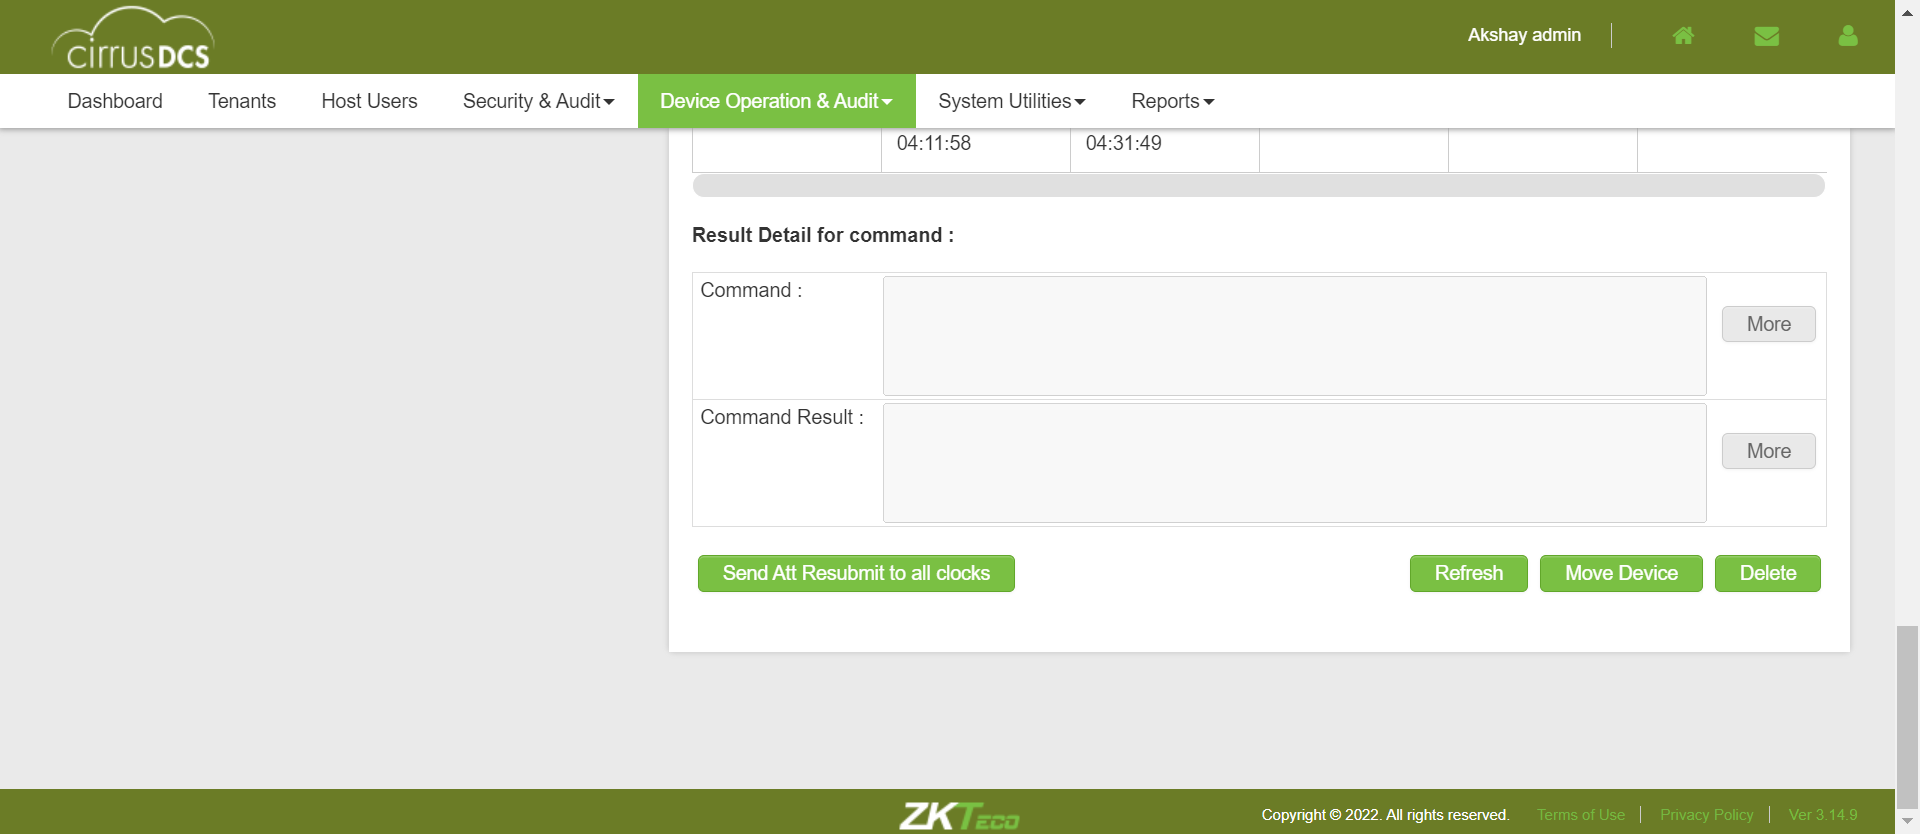 cirrusDCS
Akshay admin
Dashboard Tenants Host Users Security & Audit Device Operation & Audit System Utilities Reports
04:11:58 04:31:49
Result Detail for command :
Command :
More
Command Result :
More
Send Att Resubmit to all clocks Refresh Move Device Delete
ZKTeco Copyright © 2022. All rights reserved. Terms of Use Privacy Policy Ver 3.14.9